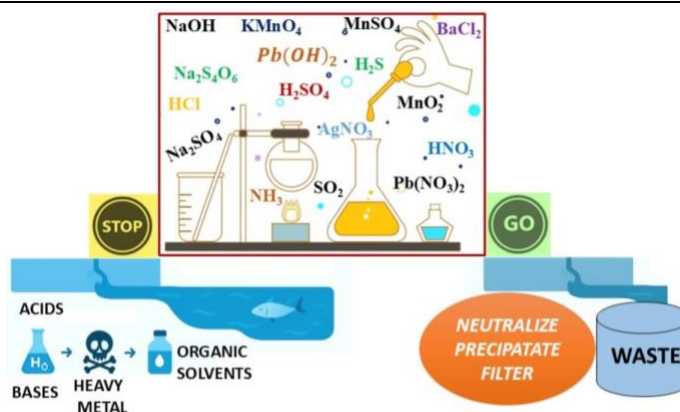 NaOH KMnO₄ MnSO₄ BaCl₂
Pb(OH)₂
Na₂S₄O₆ H₂S
H₂SO₄
HCl MnO₂
AgNO₃
Na₂SO₄ HNO₃
NH₃ SO₂ Pb(NO₃)₂
STOP
GO
ACIDS
H₀
BASES
HEAVY
METAL
ORGANIC
SOLVENTS
NEUTRALIZE
PRECIPATATE
FILTER
WASTE